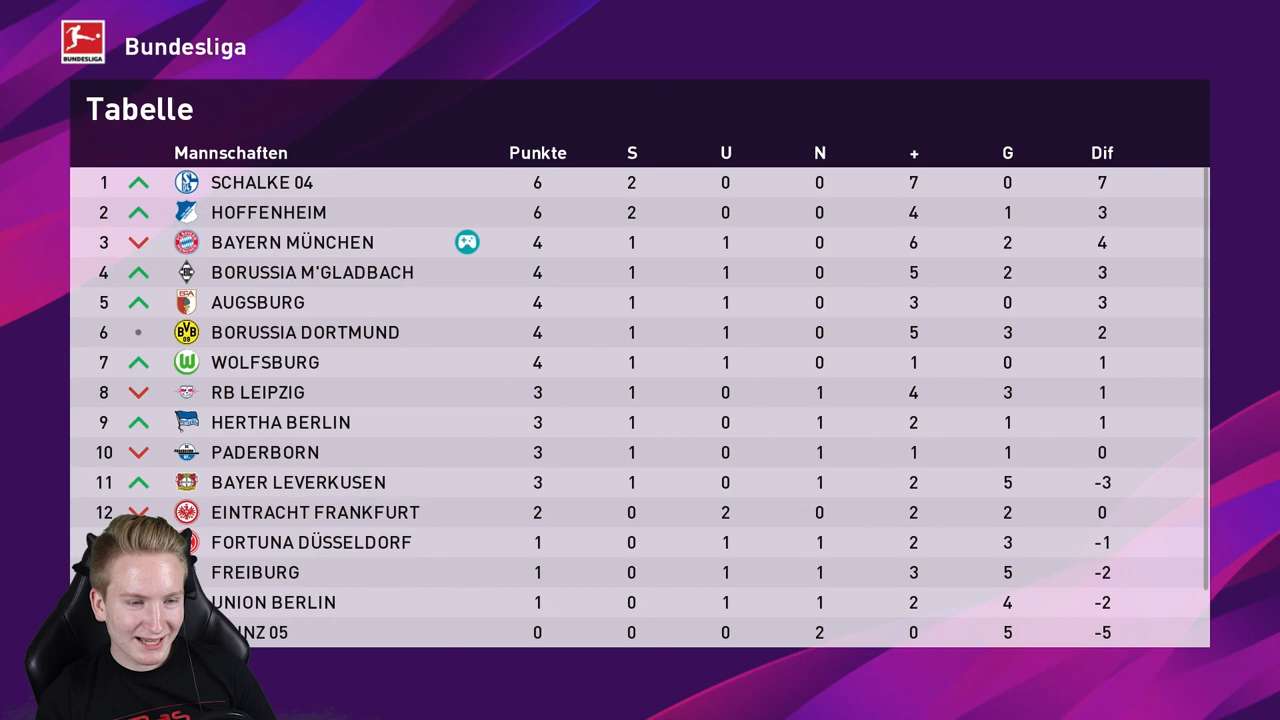 BUNDESLIGA
Bundesliga
Tabelle
Mannschaften Punkte S U N + G Dif
1 SCHALKE 04 6 2 0 0 7 0 7
2 HOFFENHEIM 6 2 0 0 4 1 3
3 BAYERN MÜNCHEN 4 1 1 0 6 2 4
4 BORUSSIA M'GLADBACH 4 1 1 0 5 2 3
5 AUGSBURG 4 1 1 0 3 0 3
6 BVB 09 BORUSSIA DORTMUND 4 1 1 0 5 3 2
7 W WOLFSBURG 4 1 1 0 1 0 1
8 RB LEIPZIG 3 1 0 1 4 3 1
9 HERTHA BERLIN 3 1 0 1 2 1 1
10 PADERBORN 3 1 0 1 1 1 0
11 BAYER LEVERKUSEN 3 1 0 1 2 5 -3
12 EINTRACHT FRANKFURT 2 0 2 0 2 2 0
FORTUNA DÜSSELDORF 1 0 1 1 2 3 -1
FREIBURG 1 0 1 1 3 5 -2
UNION BERLIN 1 0 1 1 2 4 -2
INZ 05 0 0 0 2 0 5 -5